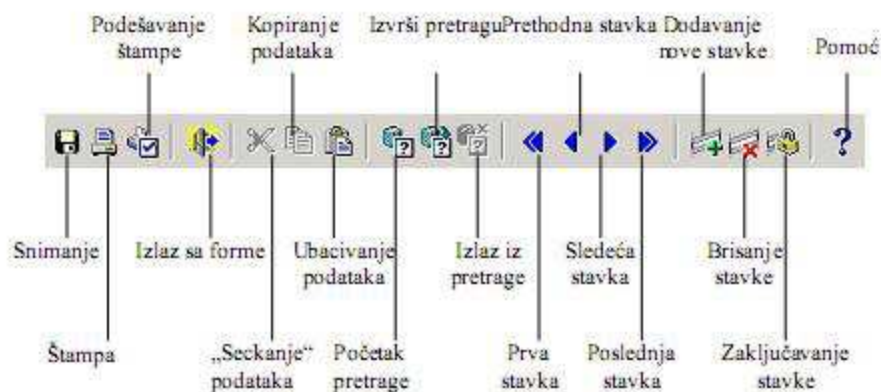 Podešavanje
štampe
Kopiranje
podataka
Izvrši pretragu
Prethodna stavka
Dodavanje
nove stavke
Pomoć
Snimanje
Izlaz sa forme
Ubacivanje
podataka
Izlaz iz
pretrage
Sledeća
stavka
Brisanje
stavke
Štampa
„Seckanje“
podataka
Početak
pretrage
Prva
stavka
Poslednja
stavka
Zaključavanje
stavke